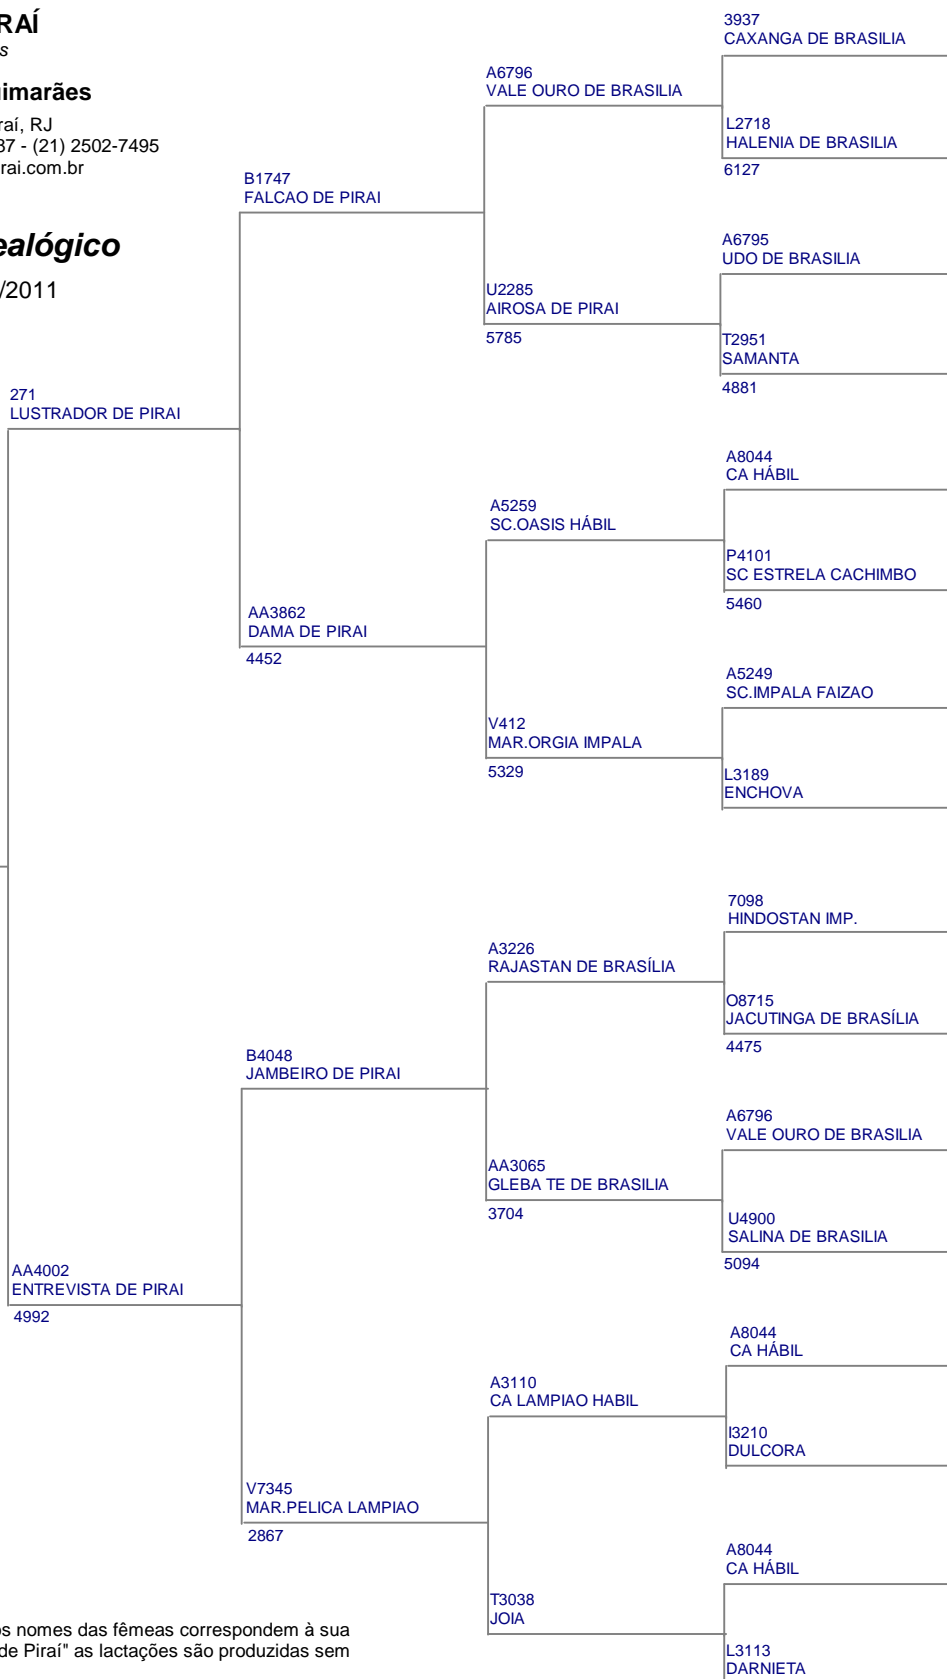 RAÍ
s
uimarães
raí, RJ
87 - (21) 2502-7495
rai.com.br
ealógico
/2011
271
LUSTRADOR DE PIRAI
B1747
FALCAO DE PIRAI
A6796
VALE OURO DE BRASILIA
3937
CAXANGA DE BRASILIA
L2718
HALENIA DE BRASILIA
6127
U2285
AIROSA DE PIRAI
5785
A6795
UDO DE BRASILIA
T2951
SAMANTA
4881
AA3862
DAMA DE PIRAI
4452
A5259
SC.OASIS HÁBIL
A8044
CA HÁBIL
P4101
SC ESTRELA CACHIMBO
5460
V412
MAR.ORGIA IMPALA
5329
A5249
SC.IMPALA FAIZAO
L3189
ENCHOVA
AA4002
ENTREVISTA DE PIRAI
4992
B4048
JAMBEIRO DE PIRAI
A3226
RAJASTAN DE BRASÍLIA
7098
HINDOSTAN IMP.
O8715
JACUTINGA DE BRASÍLIA
4475
AA3065
GLEBA TE DE BRASILIA
3704
A6796
VALE OURO DE BRASILIA
U4900
SALINA DE BRASILIA
5094
V7345
MAR.PELICA LAMPIAO
2867
A3110
CA LAMPIAO HABIL
A8044
CA HÁBIL
I3210
DULCORA
T3038
JOIA
A8044
CA HÁBIL
L3113
DARNIETA
os nomes das fêmeas correspondem à sua
de Piraí" as lactações são produzidas sem